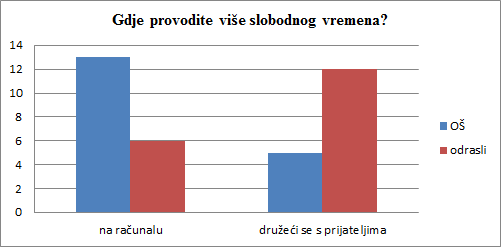 Gdje provodite više slobodnog vremena?
14
12
10
8
6
4
2
0
na računalu
družeći se s prijateljima
OŠ
odrasli